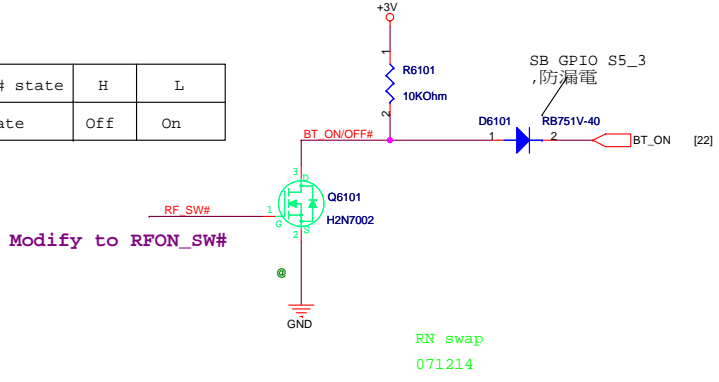 +3V
SB GPIO S5_3
,防漏電
# state H L
ate Off On
1
R6101
10KOhm
2
D6101 RB751V-40
1 2
BT_ON [22]
BT_ON/OFF#
3
D
Q6101
RF_SW# 1
G
H2N7002
2 S
Modify to RFON_SW#
@
GND
RN swap
071214